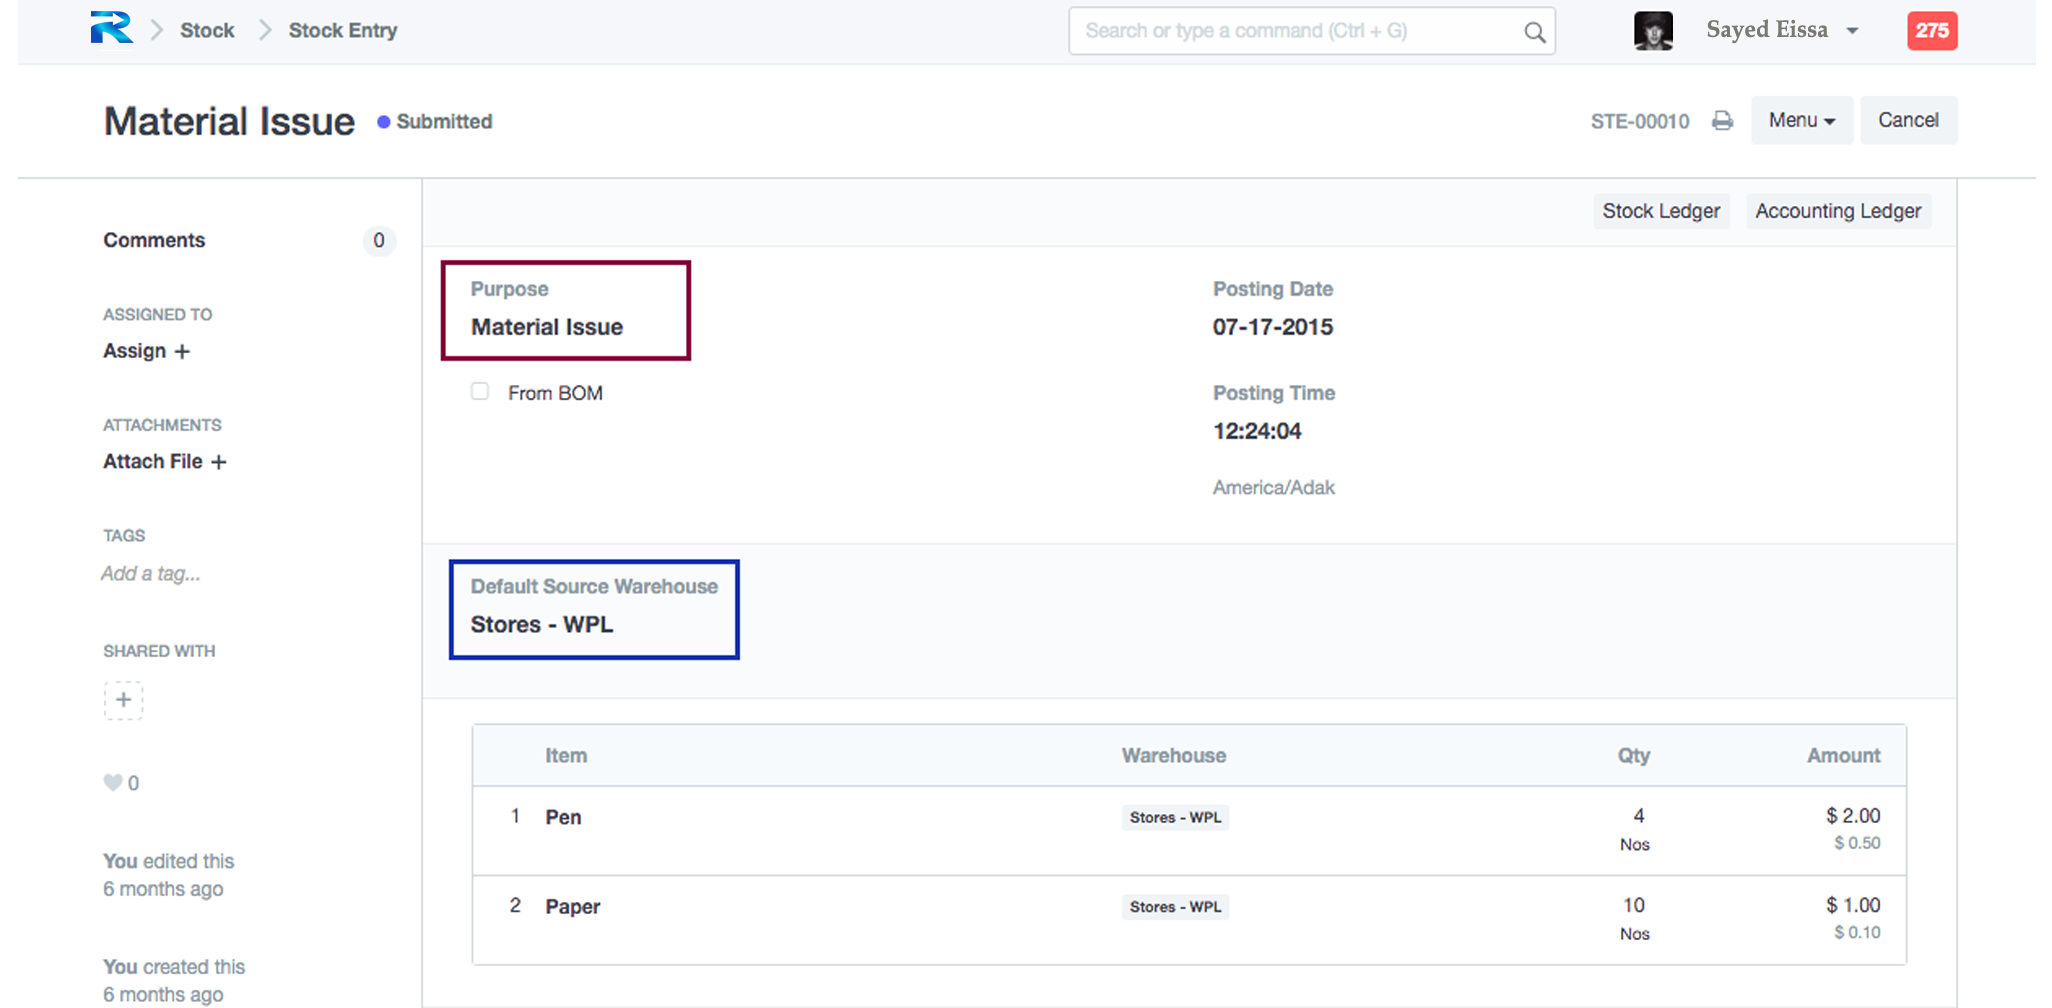 Stock
Stock Entry
Search or type a command (Ctrl + G)
Sayed Eissa
275
Material Issue
Submitted
STE-00010
Menu
Cancel
Stock Ledger
Accounting Ledger
Comments
0
ASSIGNED TO
Assign +
ATTACHMENTS
Attach File +
TAGS
Add a tag...
SHARED WITH
+
0
You edited this
6 months ago
You created this
6 months ago
Purpose
Material Issue
From BOM
Posting Date
07-17-2015
Posting Time
12:24:04
America/Adak
Default Source Warehouse
Stores - WPL
Item Warehouse Qty Amount
1 Pen Stores - WPL 4 $ 2.00
Nos $ 0.50
2 Paper Stores - WPL 10 $ 1.00
Nos $ 0.10